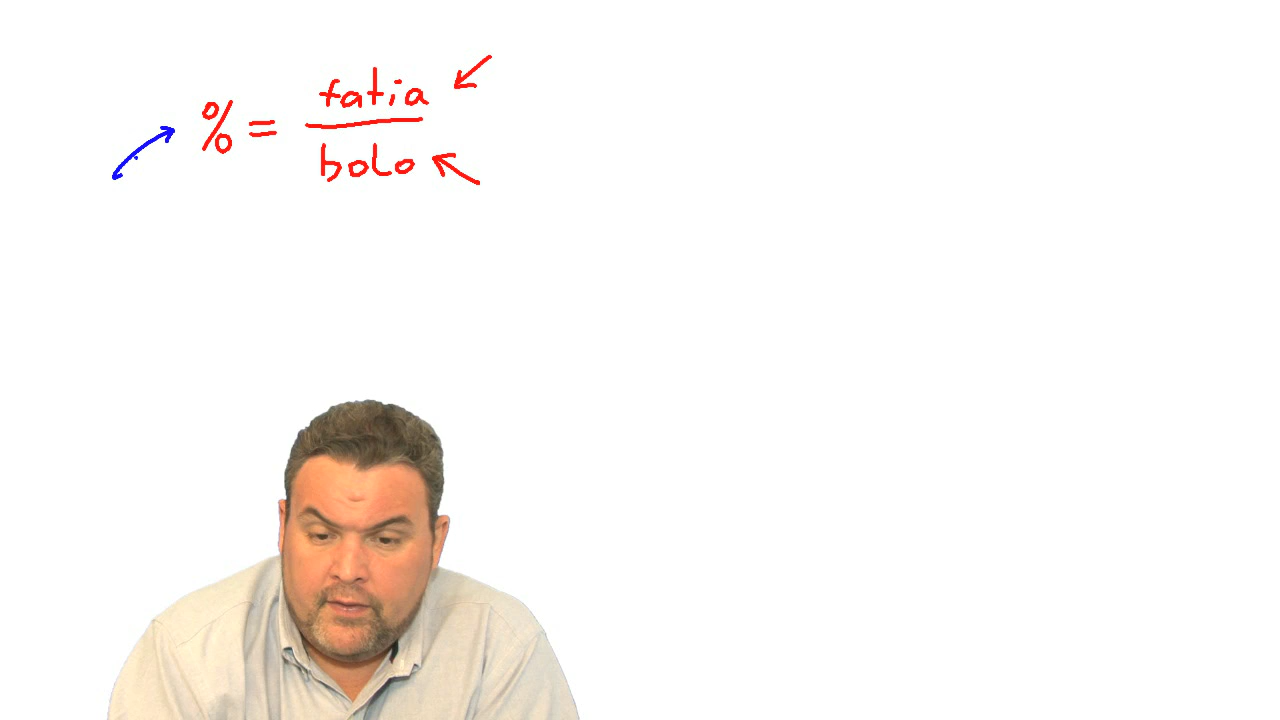 % = fatia
bolo